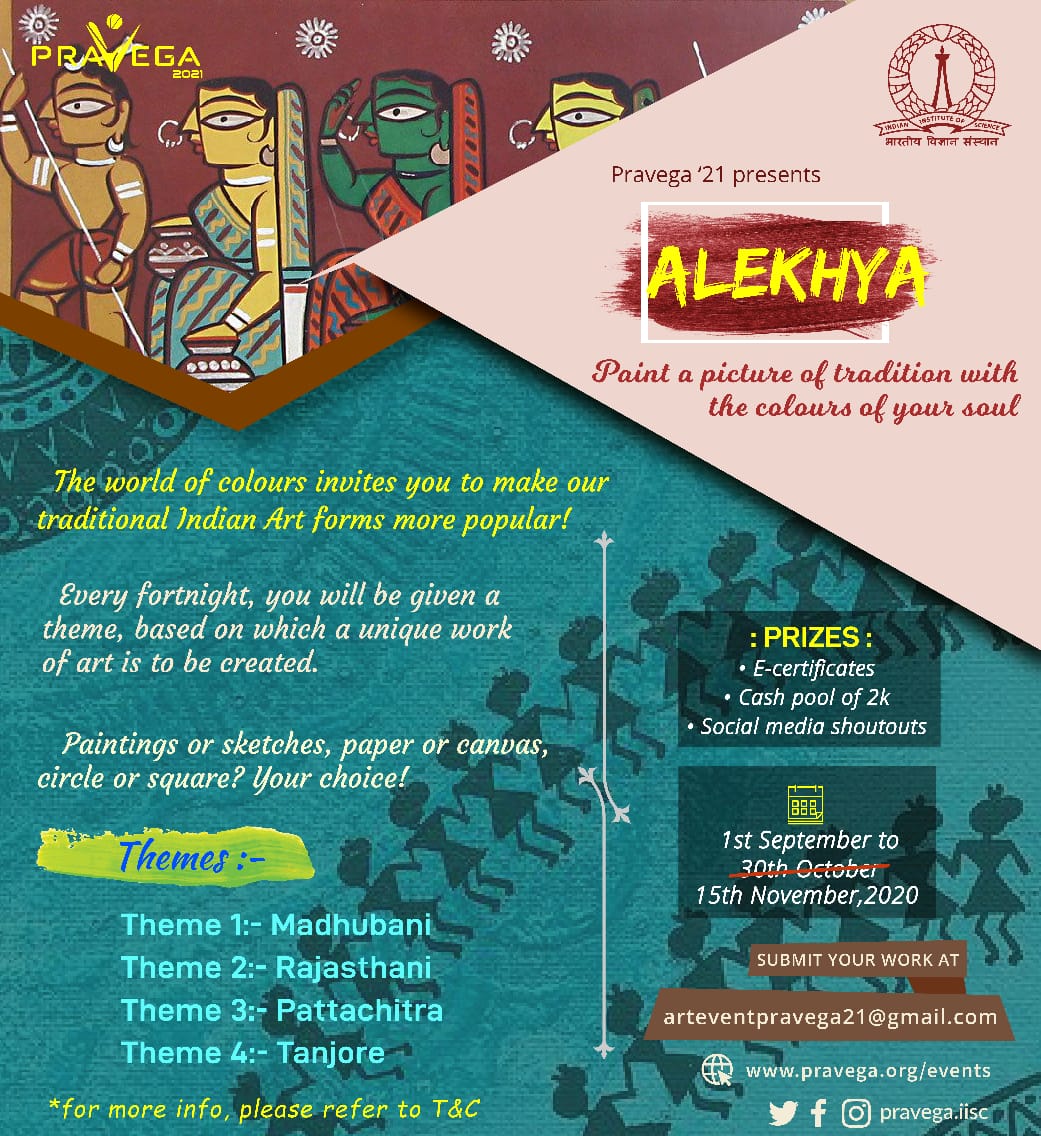 PRAVEGA
2021
INDIAN INSTITUTE OF SCIENCE
भारतीय विज्ञान संस्थान
Pravega ‘21 presents
ALEKHYA
Paint a picture of tradition with
the colours of your soul
The world of colours invites you to make our
traditional Indian Art forms more popular!
Every fortnight, you will be given a
theme, based on which a unique work
of art is to be created.
Paintings or sketches, paper or canvas,
circle or square? Your choice!
Themes :-
Theme 1:- Madhubani
Theme 2:- Rajasthani
Theme 3:- Pattachitra
Theme 4:- Tanjore
*for more info, please refer to T&C
: PRIZES :
• E-certificates
• Cash pool of 2k
• Social media shoutouts
1st September to
30th October
15th November,2020
SUBMIT YOUR WORK AT
arteventpravega21@gmail.com
www.pravega.org/events
pravega.iisc